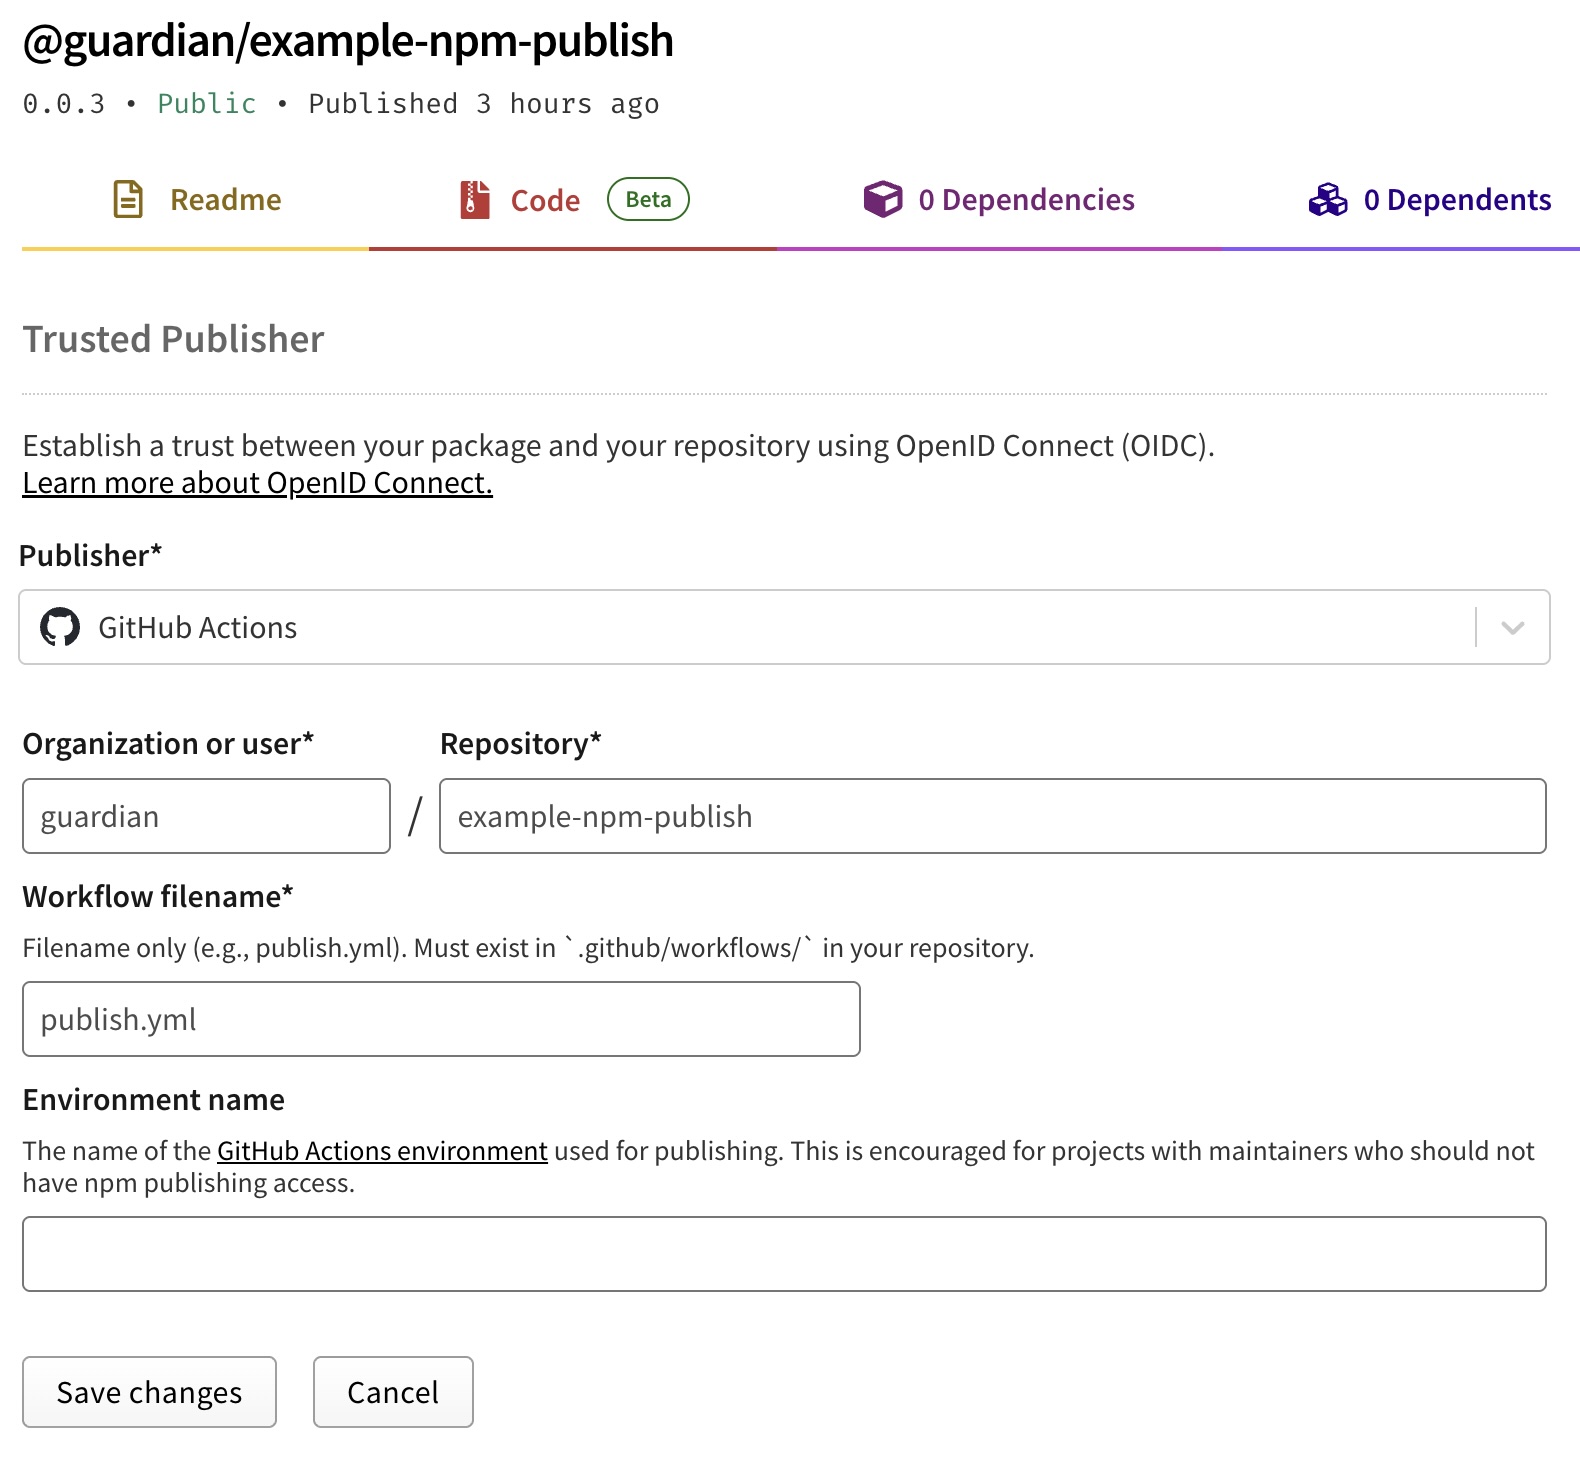 @guardian/example-npm-publish
0.0.3 • Public • Published 3 hours ago
Readme
Code Beta
0 Dependencies
0 Dependents
Trusted Publisher
Establish a trust between your package and your repository using OpenID Connect (OIDC).
Learn more about OpenID Connect.
Publisher*
GitHub Actions
Organization or user* Repository*
guardian / example-npm-publish
Workflow filename*
Filename only (e.g., publish.yml). Must exist in `.github/workflows/` in your repository.
publish.yml
Environment name
The name of the GitHub Actions environment used for publishing. This is encouraged for projects with maintainers who should not
have npm publishing access.
Save changes Cancel